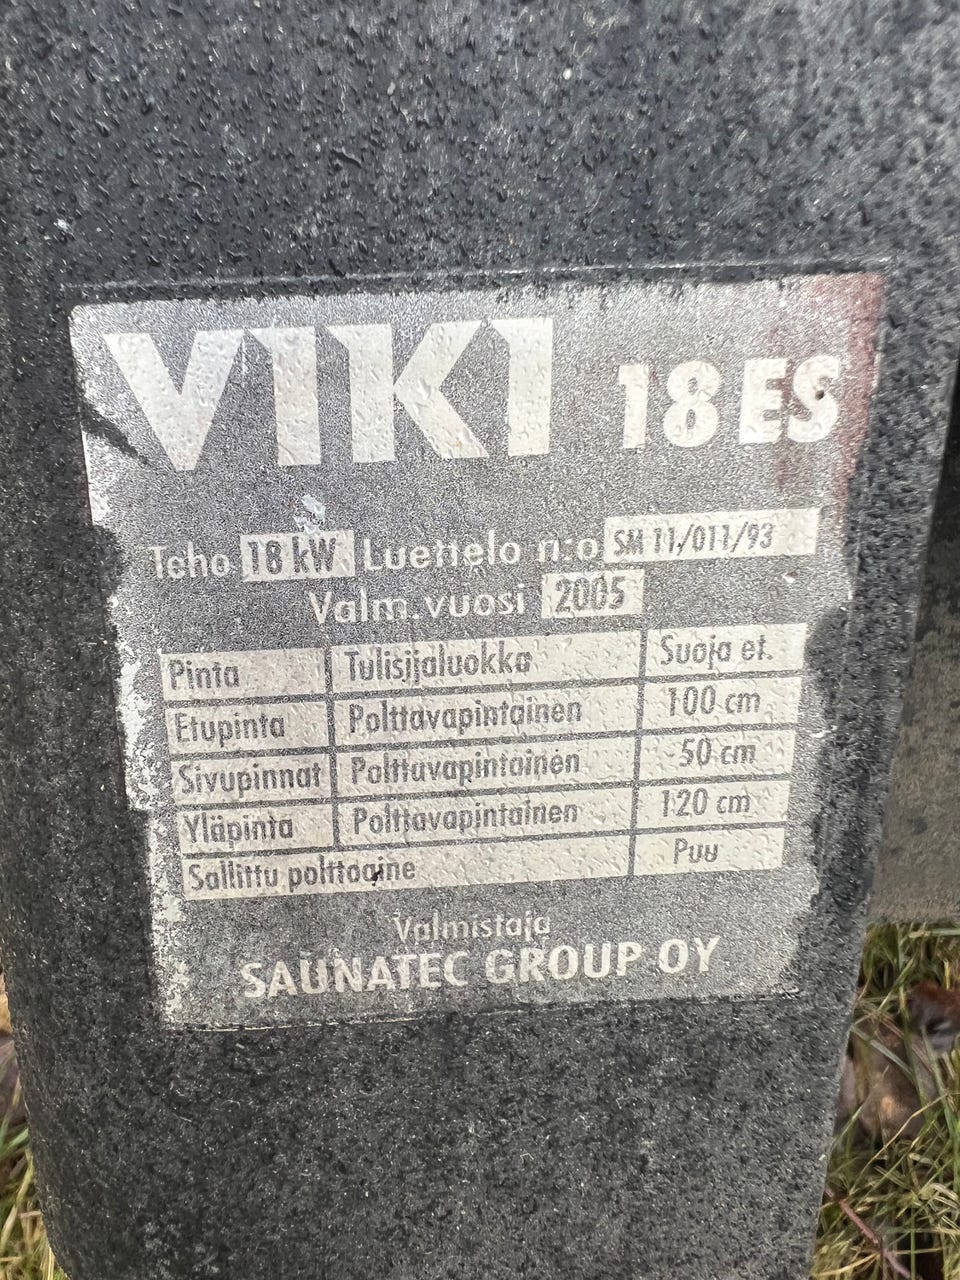 VIKI 18 ES
Teho 18 kW Luettelo n:o SM 11/011/93
Valm.vuosi 2005
Pinta Tulisijaluokka Suoja et.
Etupinta Polttavapintainen 100 cm
Sivupinnat Polttavapintainen 50 cm
Yläpinta Polttavapintainen 120 cm
Sallittu polttoaine Puu
Valmistaja
SAUNATEC GROUP OY